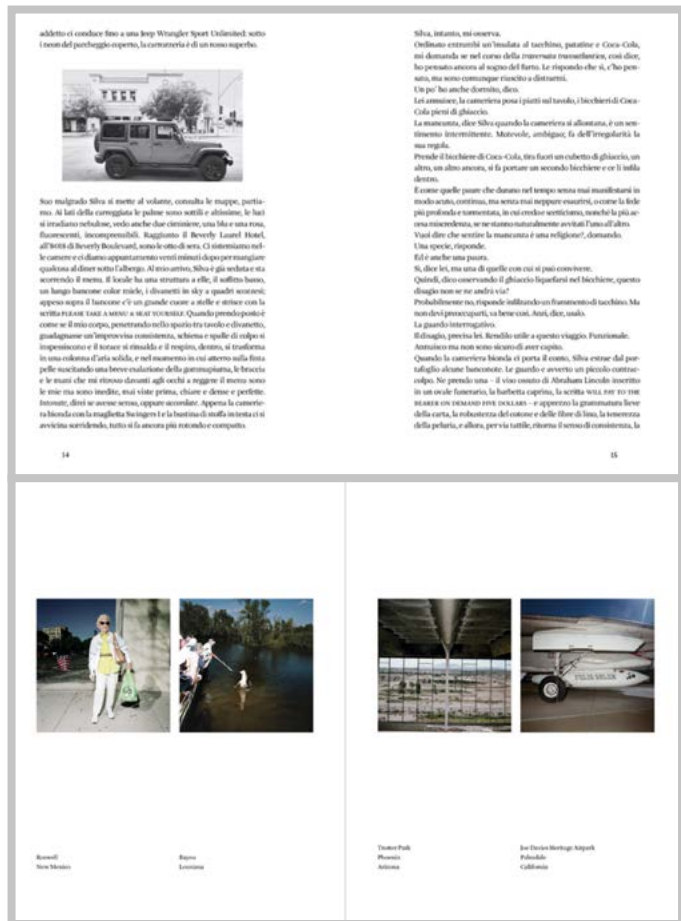 addetto ci conduce fino a una Jeep Wrangler Sport Unlimited: sotto
i neon del parcheggio coperto, la carrozzeria è di un rosso superbo.
Suo malgrado Silva si mette al volante, consulta le mappe, partia-
mo. Ai lati della carreggiata le palme sono sottili e altissime, le luci
si irradiano nebulose, vedo anche due ciminiere, una blu e una rosa,
fluorescenti, incomprensibili. Raggiunto il Beverly Laurel Hotel,
all'8018 di Beverly Boulevard, sono le otto di sera. Ci sistemiamo nel-
le camere e ci diamo appuntamento venti minuti dopo per mangiare
qualcosa al diner sotto l'albergo. Al mio arrivo, Silva è già seduta e sta
scorrendo il menu. Il locale ha una struttura a elle, il soffitto basso,
un lungo bancone color miele, i divanetti in sky a quadri scozzesi;
appeso sopra il bancone c'è un grande cuore a stelle e strisce con la
scritta PLEASE TAKE A MENU & SEAT YOURSELF. Quando prendo posto è
come se il mio corpo, penetrando nello spazio tra tavolo e divanetto,
guadagnasse un'improvvisa consistenza, schiena e spalle di colpo si
inspessiscono e il torace si rinsalda e il respiro, dentro, si trasforma
in una colonna d'aria solida, e nel momento in cui atterro sulla finta
pelle suscitando una breve esalazione della gommapiuma, le braccia
e le mani che mi ritrovo davanti agli occhi a reggere il menu sono
le mie ma sono inedite, mai viste prima, chiare e dense e perfette.
Intonate, direi se avesse senso, oppure accordate. Appena la camerie-
ra bionda con la maglietta Swingers e la bustina di stoffa in testa ci si
avvicina sorridendo, tutto si fa ancora più rotondo e compatto.
14
Silva, intanto, mi osserva.
Ordinato entrambi un'insalata al tacchino, patatine e Coca-Cola,
mi domanda se nel corso della traversata transatlantica, così dice,
ho pensato ancora al sogno del furto. Le rispondo che sì, c'ho pen-
sato, ma sono comunque riuscito a distrarmi.
Un po' ho anche dormito, dico.
Lei annuisce, la cameriera posa i piatti sul tavolo, i bicchieri di Coca-
Cola pieni di ghiaccio.
La mancanza, dice Silva quando la cameriera si allontana, è un sen-
timento intermittente. Motevole, ambiguo; fa dell'irregolarità la
sua regola.
Prende il bicchiere di Coca-Cola, tira fuori un cubetto di ghiaccio, un
altro, un altro ancora, si fa portare un secondo bicchiere e ce li infila
dentro.
È come quelle paure che durano nel tempo senza mai manifestarsi in
modo acuto, continua, ma senza mai neppure esaurirsi, o come la fede
più profonda e tormentata, in cui credo e scetticismo, nonché la più ac-
cesa miscredenza, se ne stanno naturalmente avvitati l'uno all'altro.
Vuoi dire che sentire la mancanza è una religione?, domando.
Una specie, risponde.
Ed è anche una paura.
Sì, dice lei, ma una di quelle con cui si può convivere.
Quindi, dico osservando il ghiaccio liquefarsi nel bicchiere, questo
disagio non se ne andrà via?
Probabilmente no, risponde infilzando un frammento di tacchino. Ma
non devi preoccuparti, va bene così. Anzi, dice, usalo.
La guardo interrogativo.
Il disagio, precisa lei. Rendilo utile a questo viaggio. Funzionale.
Annuisco ma non sono sicuro di aver capito.
Quando la cameriera bionda ci porta il conto, Silva estrae dal por-
tafoglio alcune banconote. Le guardo e avverto un piccolo contrac-
colpo. Ne prendo una – il viso ossuto di Abraham Lincoln inscritto
in un ovale funerario, la barbetta caprina, la scritta WILL PAY TO THE
BEARER ON DEMAND FIVE DOLLARS – e apprezzo la grammatura lieve
della carta, la robustezza del cotone e delle fibre di lino, la tenerezza
della peluria, e allora, per via tattile, ritorna il senso di consistenza, la
15
Roswell
New Mexico
Bayou
Louisiana
Trotter Park
Phoenix
Arizona
Joe Davies Heritage Airpark
Palmdale
California